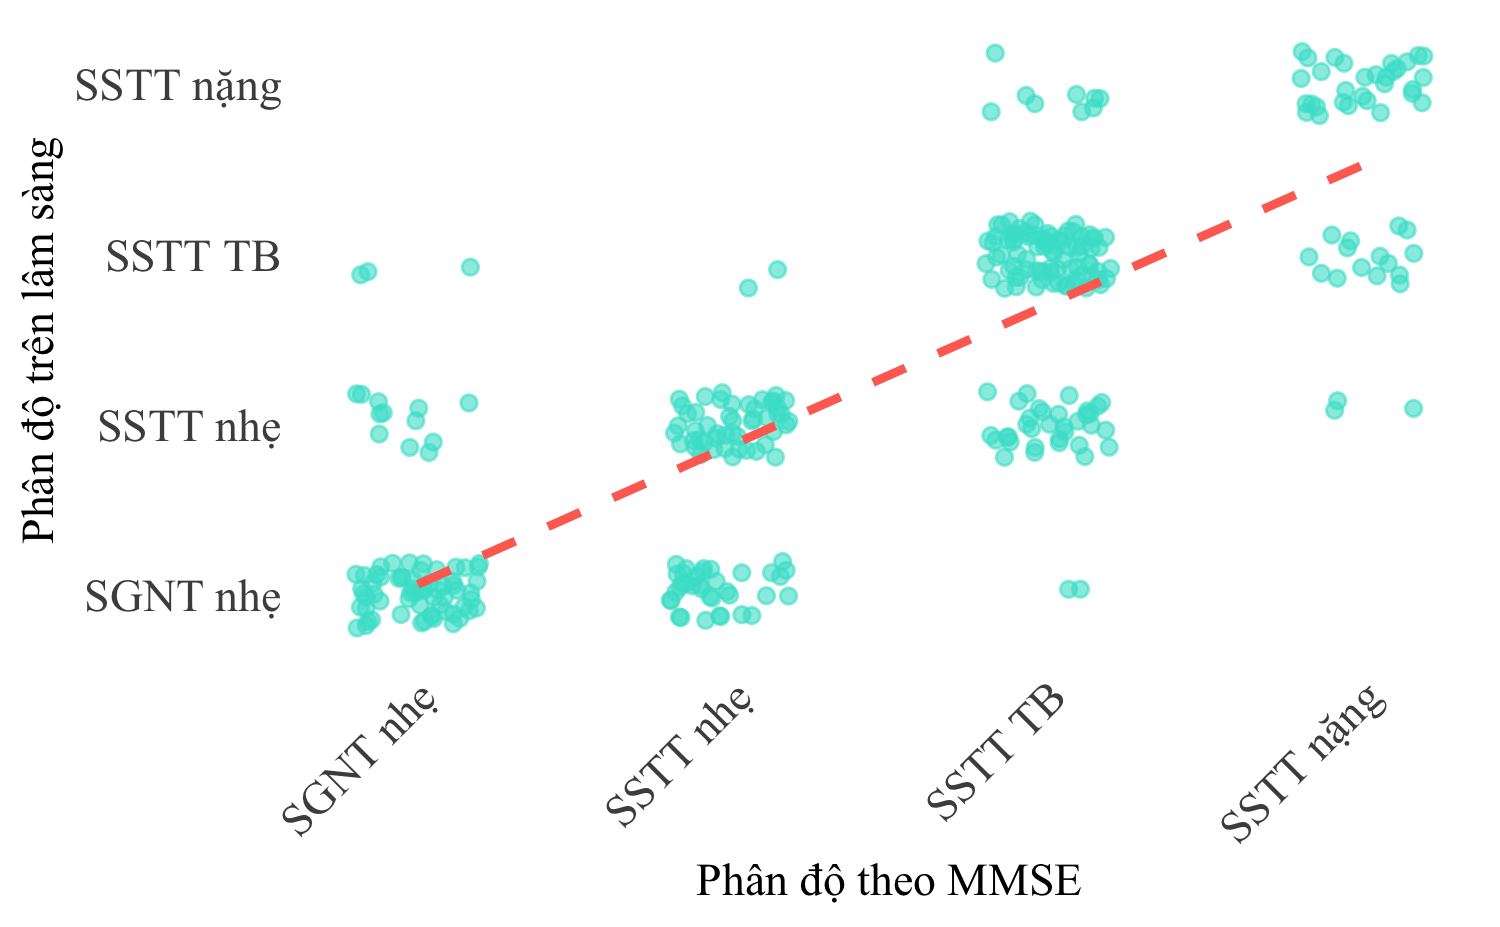 SSTT nặng
SSTT TB
SSTT nhẹ
SGNT nhẹ
Phân độ trên lâm sàng
SGNT nhẹ
SSTT nhẹ
SSTT TB
SSTT nặng
Phân độ theo MMSE